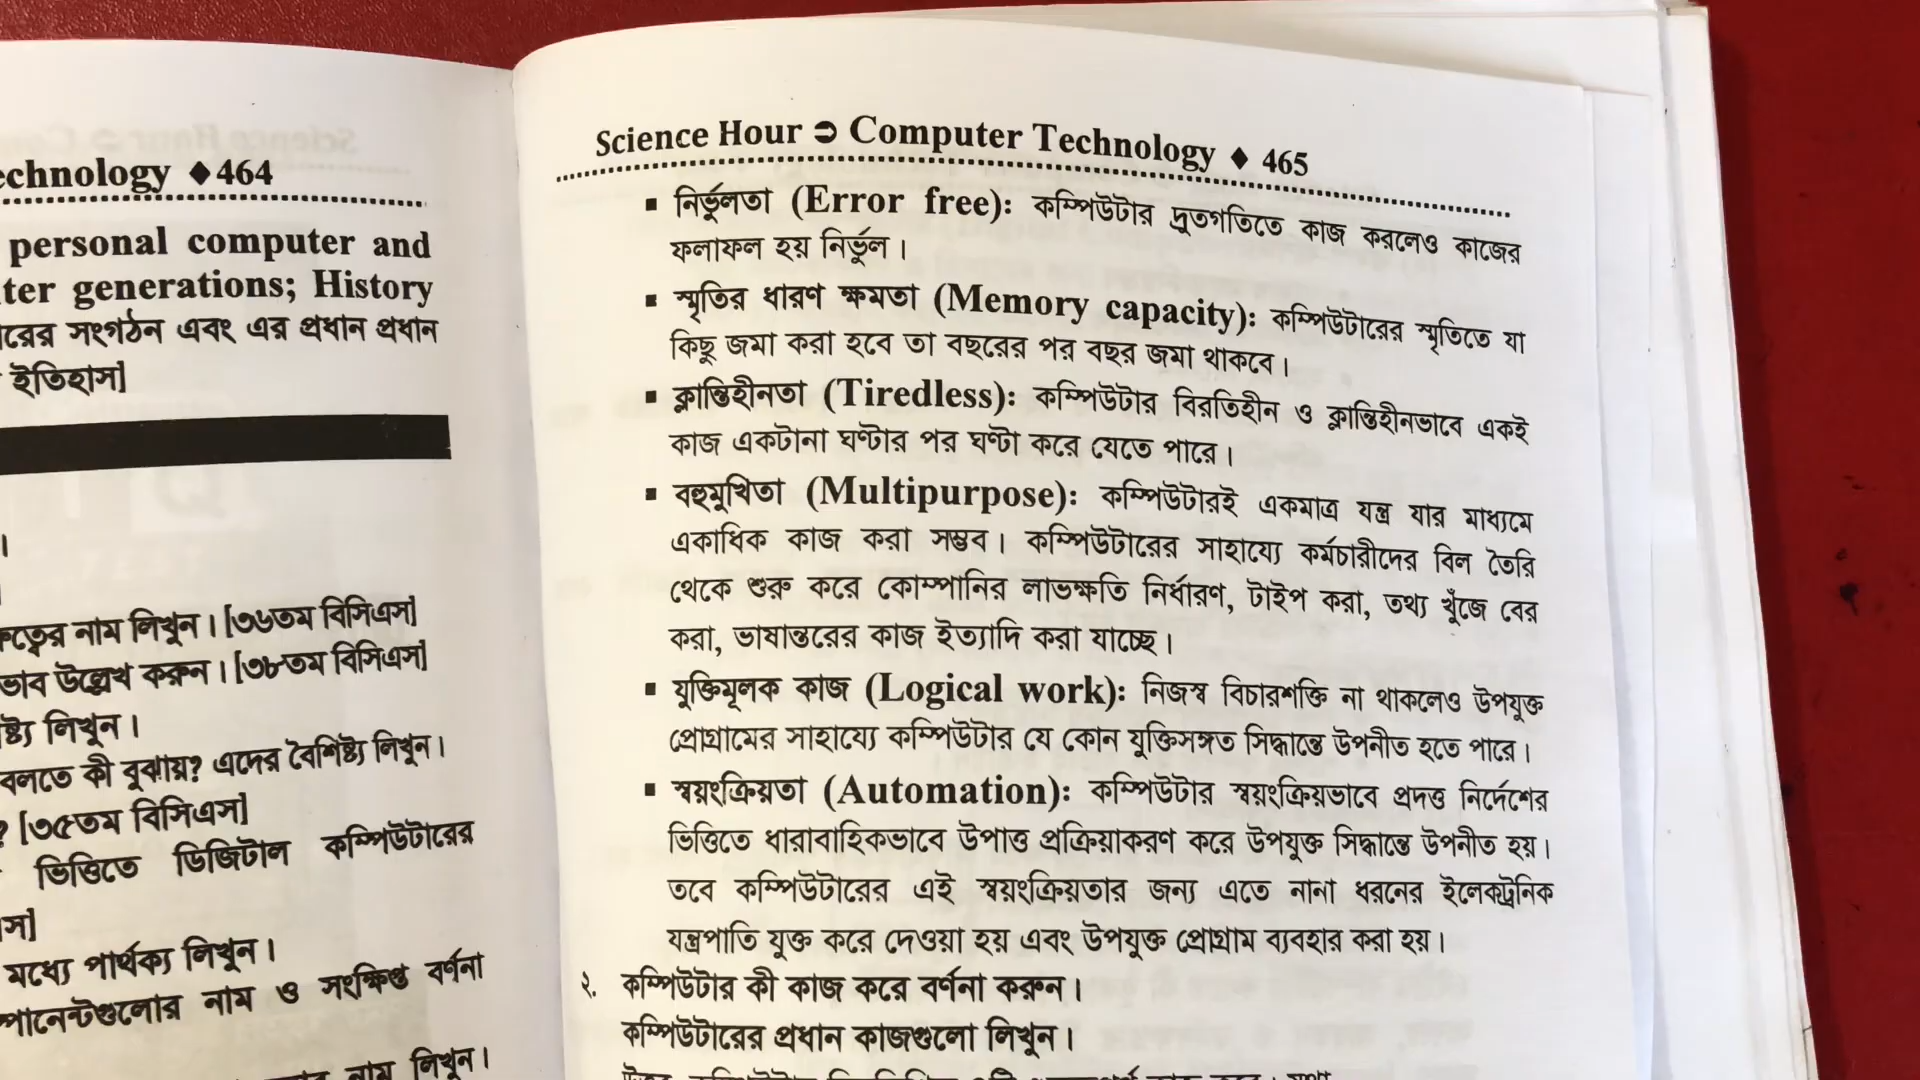 echnology ◆464
personal computer and
ter generations; History
ারের সংগঠন এবং এর প্রধান প্রধান
ইতিহাস]
।
।
নাম লিখুন। [৩৬তম বিসিএস]
উল্লেখ করুন। [৩৮তম বিসিএস]
লিখুন।
বলতে কী বুঝায়? এদের বৈশিষ্ট্য লিখুন।
? [৩৫তম বিসিএস]
ভিত্তিতে ডিজিটাল কম্পিউটারের
স]
মধ্যে পার্থক্য লিখুন।
ম্পোনেন্টগুলোর নাম ও সংক্ষিপ্ত বর্ণনা
নাম লিখুন।
Science Hour ➲ Computer Technology ◆ 465
▪ নির্ভুলতা (Error free): কম্পিউটার দ্রুতগতিতে কাজ করলেও কাজের
ফলাফল হয় নির্ভুল।
▪ স্মৃতির ধারণ ক্ষমতা (Memory capacity): কম্পিউটারের স্মৃতিতে যা
কিছু জমা করা হবে তা বছরের পর বছর জমা থাকবে।
▪ ক্লান্তিহীনতা (Tiredless): কম্পিউটার বিরতিহীন ও ক্লান্তিহীনভাবে একই
কাজ একটানা ঘণ্টার পর ঘণ্টা করে যেতে পারে।
▪ বহুমুখিতা (Multipurpose): কম্পিউটারই একমাত্র যন্ত্র যার মাধ্যমে
একাধিক কাজ করা সম্ভব। কম্পিউটারের সাহায্যে কর্মচারীদের বিল তৈরি
থেকে শুরু করে কোম্পানির লাভক্ষতি নির্ধারণ, টাইপ করা, তথ্য খুঁজে বের
করা, ভাষান্তরের কাজ ইত্যাদি করা যাচ্ছে।
▪ যুক্তিমূলক কাজ (Logical work): নিজস্ব বিচারশক্তি না থাকলেও উপযুক্ত
প্রোগ্রামের সাহায্যে কম্পিউটার যে কোন যুক্তিসঙ্গত সিদ্ধান্তে উপনীত হতে পারে।
▪ স্বয়ংক্রিয়তা (Automation): কম্পিউটার স্বয়ংক্রিয়ভাবে প্রদত্ত নির্দেশের
ভিত্তিতে ধারাবাহিকভাবে উপাত্ত প্রক্রিয়াকরণ করে উপযুক্ত সিদ্ধান্তে উপনীত হয়।
তবে কম্পিউটারের এই স্বয়ংক্রিয়তার জন্য এতে নানা ধরনের ইলেকট্রনিক
যন্ত্রপাতি যুক্ত করে দেওয়া হয় এবং উপযুক্ত প্রোগ্রাম ব্যবহার করা হয়।
২. কম্পিউটার কী কাজ করে বর্ণনা করুন।
কম্পিউটারের প্রধান কাজগুলো লিখুন।